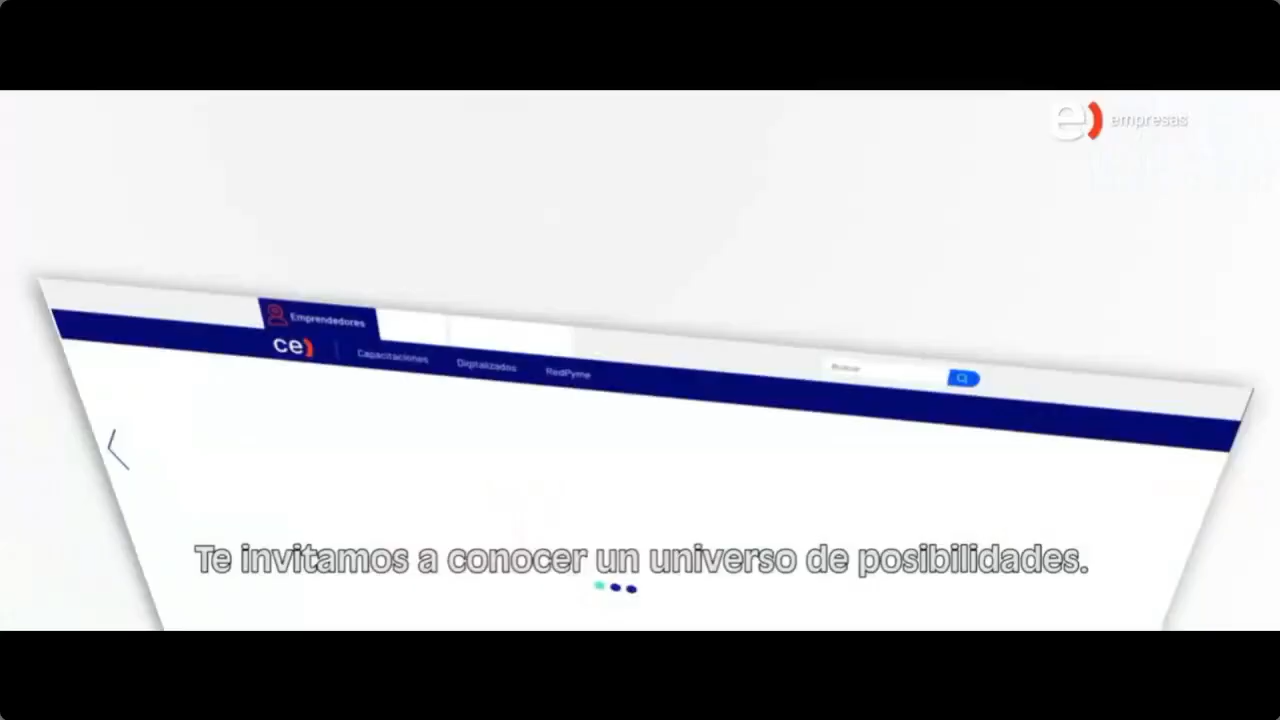 e) empresas
Emprendedores
ce)
Capacitaciones
Digitalizados
RedPyme
Buscar
Te invitamos a conocer un universo de posibilidades.